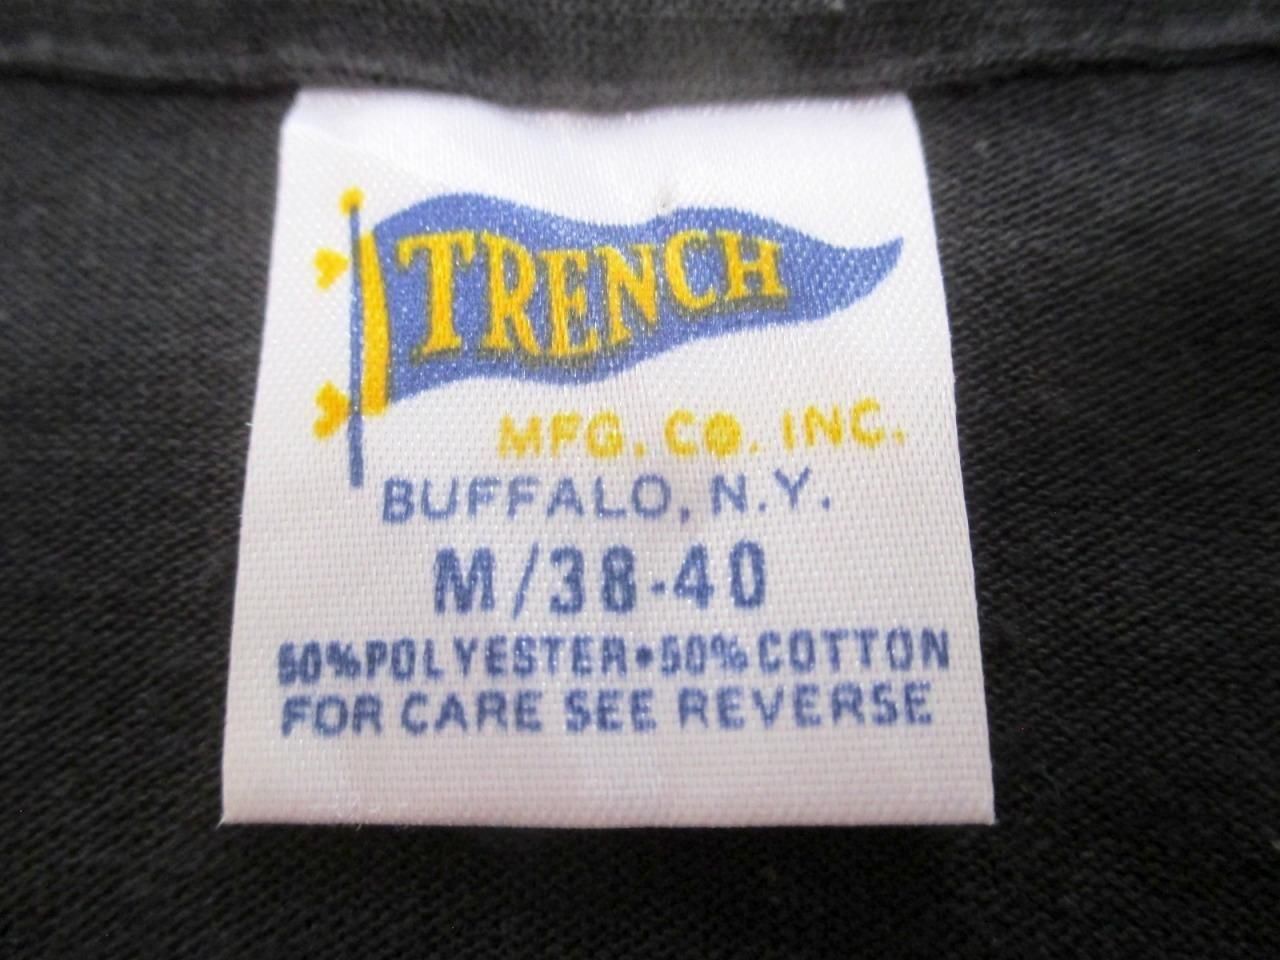 TRENCH
MFG. CO. INC.
BUFFALO, N.Y.
M/38-40
50%POLYESTER•50%COTTON
FOR CARE SEE REVERSE